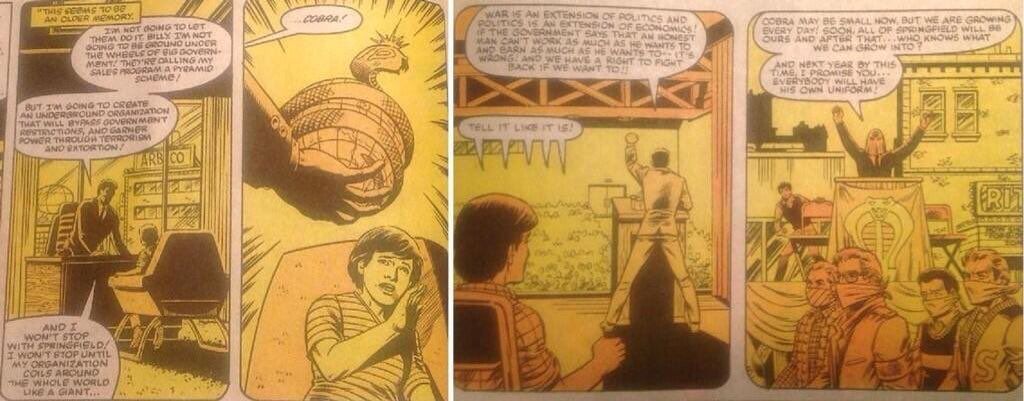 "THIS SEEMS TO BE
AN OLDER MEMORY.
I'M NOT GOING TO LET
THEM DO IT, BILLY. I'M NOT
GOING TO BE GROUND UNDER
THE WHEELS OF BIG GOVERN-
MENT! THEY'RE CALLING MY
SALES PROGRAM A PYRAMID
SCHEME!
BUT I'M GOING TO CREATE
AN UNDERGROUND ORGANIZATION
THAT WILL BYPASS GOVERNMENT
RESTRICTIONS, AND GARNER
POWER THROUGH TERRORISM
AND EXTORTION!
ARBCO
AND I
WON'T STOP
WITH SPRINGFIELD!
I WON'T STOP UNTIL
MY ORGANIZATION
COILS AROUND
THE WHOLE WORLD
LIKE A GIANT...
...COBRA!
WAR IS AN EXTENSION OF POLITICS AND
POLITICS IS AN EXTENSION OF ECONOMICS!
IF THE GOVERNMENT SAYS THAT AN HONEST
MAN CAN'T WORK AS MUCH AS HE WANTS TO
AND EARN AS MUCH AS HE WANTS TO-- IT'S
WRONG! AND WE HAVE A RIGHT TO FIGHT
BACK IF WE WANT TO!!
TELL IT LIKE IT IS!
COBRA MAY BE SMALL NOW, BUT WE ARE GROWING
EVERY DAY! SOON, ALL OF SPRINGFIELD WILL BE
OURS AND AFTER THAT... WHO KNOWS WHAT
WE CAN GROW INTO?
AND NEXT YEAR BY THIS
TIME, I PROMISE YOU...
EVERYBODY WILL HAVE
HIS OWN UNIFORM!
RIT
S